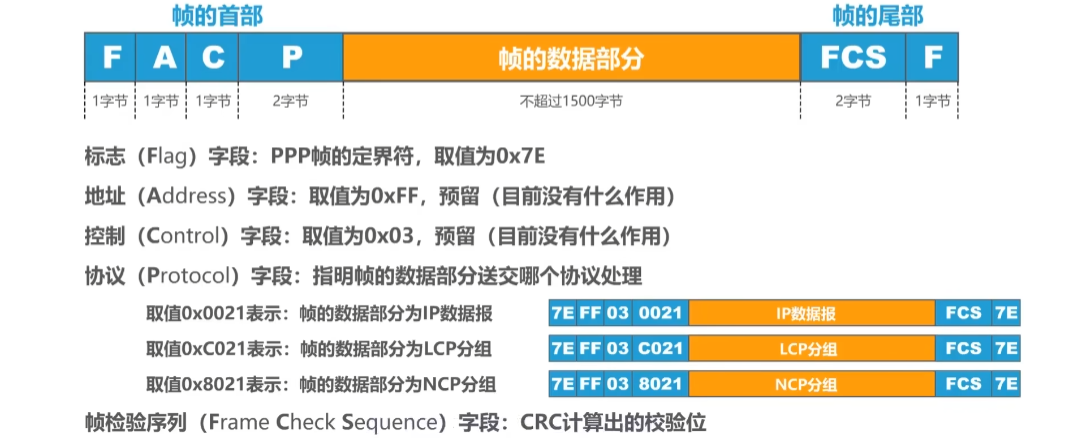 帧的首部 帧的尾部
F A C P 帧的数据部分 FCS F
1字节 1字节 1字节 2字节 不超过1500字节 2字节 1字节
标志（Flag）字段：PPP帧的定界符，取值为0x7E
地址（Address）字段：取值为0xFF，预留（目前没有什么作用）
控制（Control）字段：取值为0x03，预留（目前没有什么作用）
协议（Protocol）字段：指明帧的数据部分送交哪个协议处理
取值0x0021表示：帧的数据部分为IP数据报 7E FF 03 0021 IP数据报 FCS 7E
取值0xC021表示：帧的数据部分为LCP分组 7E FF 03 C021 LCP分组 FCS 7E
取值0x8021表示：帧的数据部分为NCP分组 7E FF 03 8021 NCP分组 FCS 7E
帧检验序列（Frame Check Sequence）字段：CRC计算出的校验位